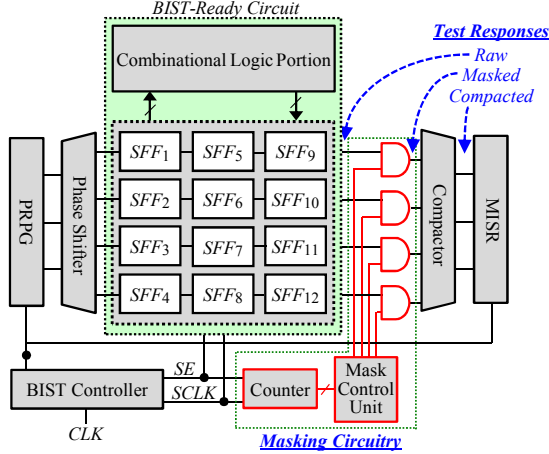 BIST-Ready Circuit
Test Responses
Combinational Logic Portion
Raw
Masked
Compacted
PRPG
Phase Shifter
SFF1 SFF5 SFF9
SFF2 SFF6 SFF10
SFF3 SFF7 SFF11
SFF4 SFF8 SFF12
Compactor
MISR
SE
BIST Controller
SCLK
Counter
Mask
Control
Unit
CLK
Masking Circuitry